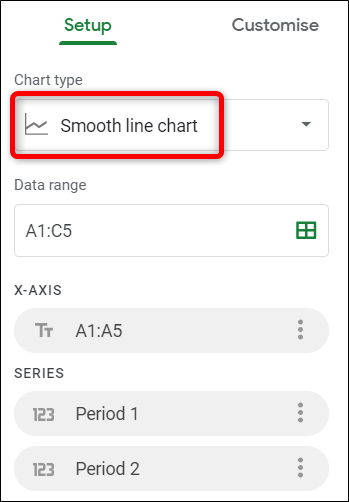 Setup Customise
Chart type
Smooth line chart
Data range
A1:C5
X-AXIS
Tт A1:A5
SERIES
123 Period 1
123 Period 2